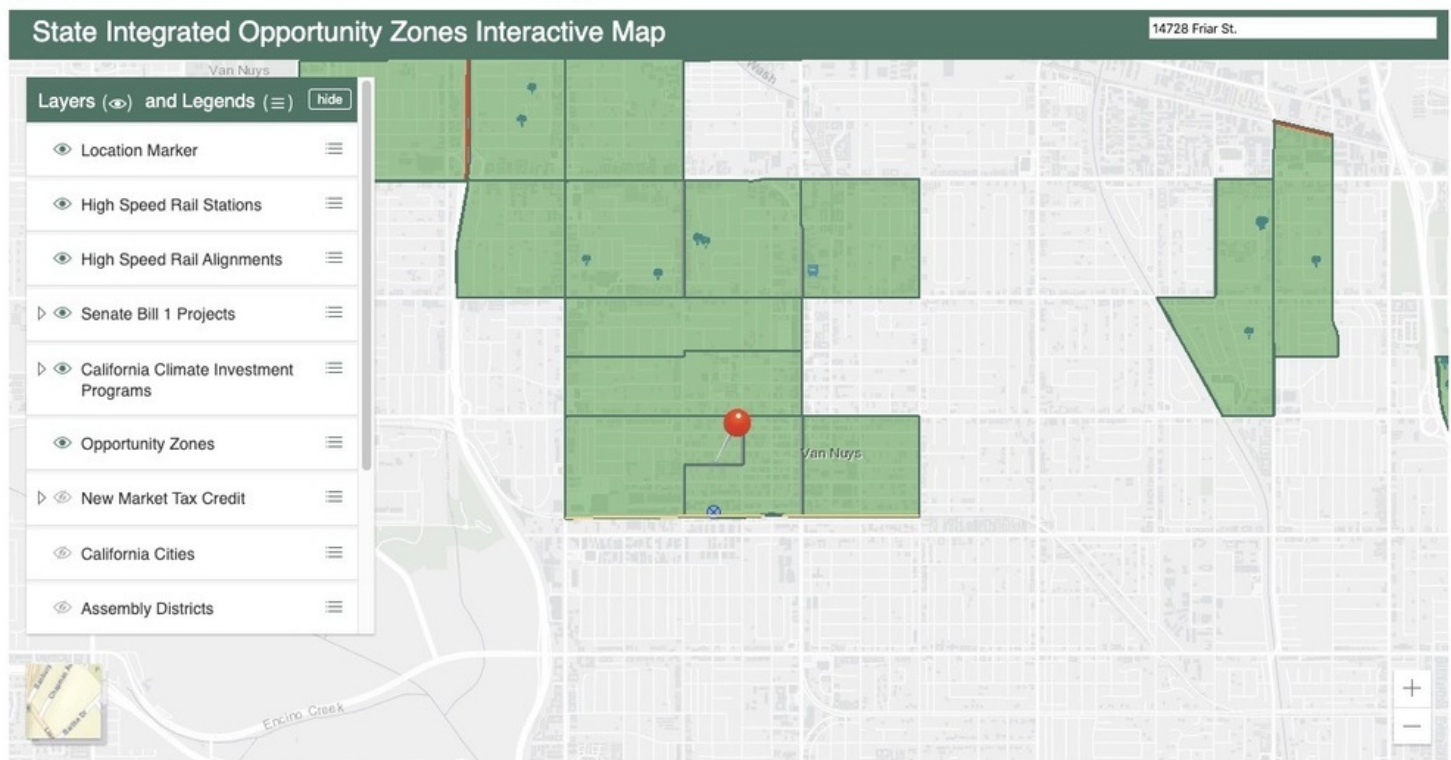 State Integrated Opportunity Zones Interactive Map
14728 Friar St.
Van Nuys
Wash
Layers ( ) and Legends ( ) hide
Location Marker
High Speed Rail Stations
High Speed Rail Alignments
Senate Bill 1 Projects
California Climate Investment
Programs
Opportunity Zones
New Market Tax Credit
California Cities
Assembly Districts
Van Nuys
Encino Creek